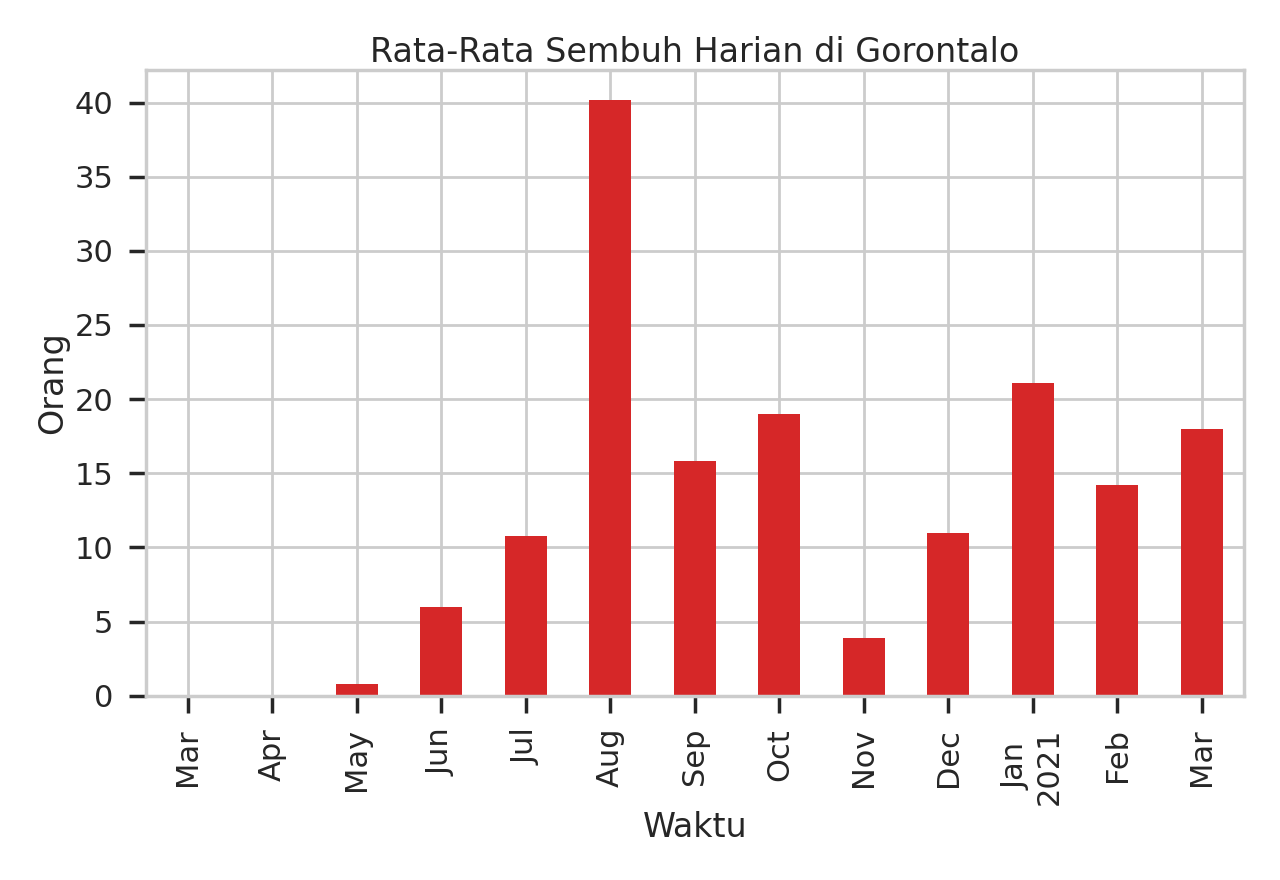 Rata-Rata Sembuh Harian di Gorontalo
40
35
30
25
20
15
10
5
0
Orang
Mar
Apr
May
Jun
Jul
Aug
Sep
Oct
Nov
Dec
Jan
2021
Feb
Mar
Waktu